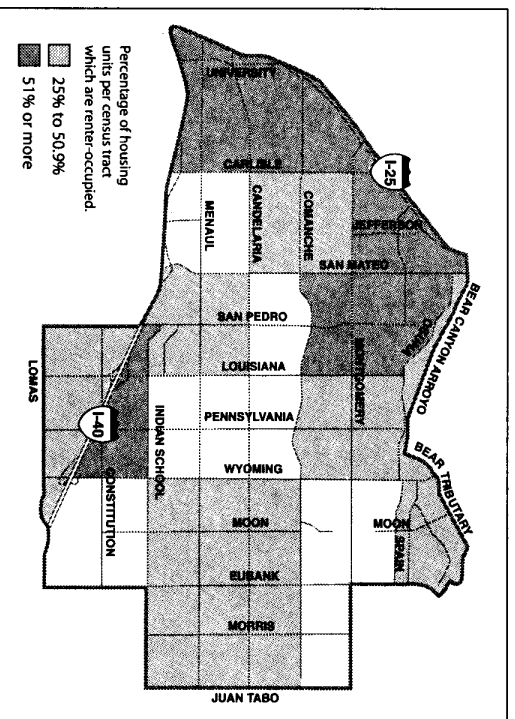 Percentage of housing
units per census tract
which are renter-occupied.
25% to 50.9%
51% or more
UNIVERSITY
CARLISLE
I-25
JEFFERSON
SAN MATEO
COMANCHE
CANDELARIA
MENAUL
SAN PEDRO
LOUISIANA
PENNSYLVANIA
WYOMING
MOON
EUBANK
MORRIS
JUAN TABO
OSUNA
MONTGOMERY
BEAR CANYON ARROYO
BEAR TRIBUTARY
MOON
SPAIN
INDIAN SCHOOL
I-40
CONSTITUTION
LOMAS